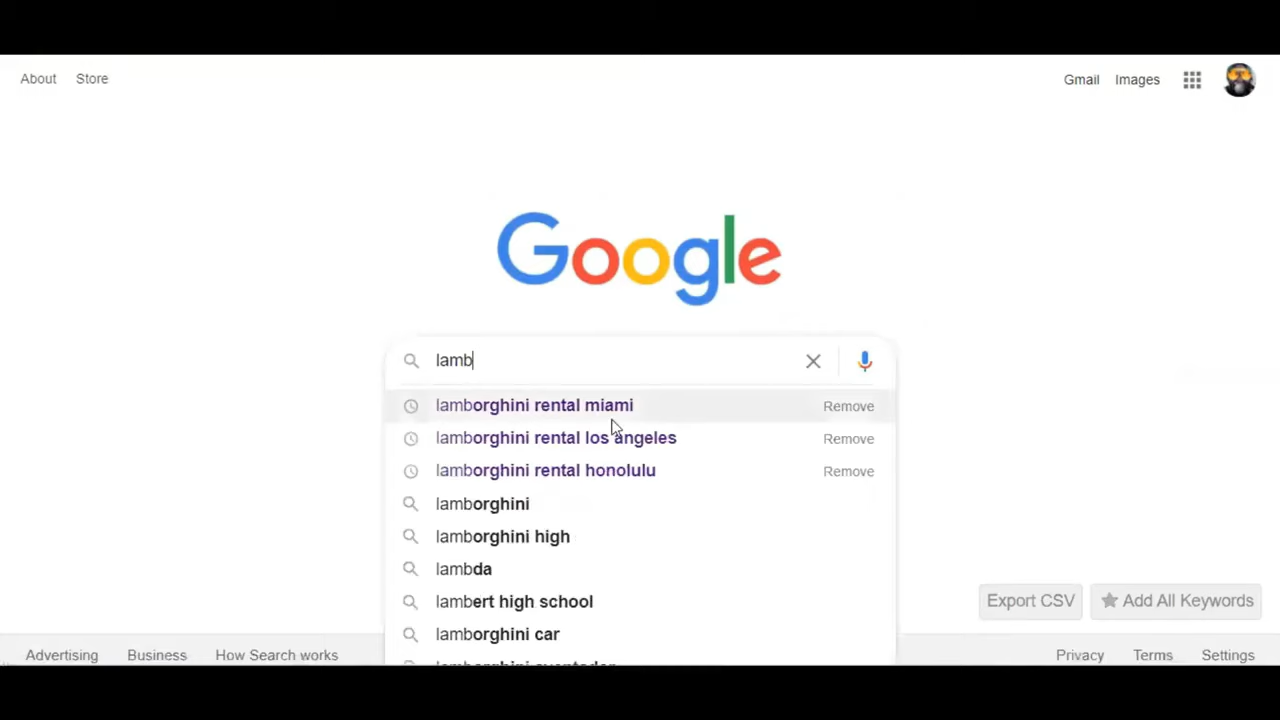 About Store
Gmail Images
Google
lamb
lamborghini rental miami Remove
lamborghini rental los angeles Remove
lamborghini rental honolulu Remove
lamborghini
lamborghini high
lambda
lambert high school
lamborghini car
lamborghini aventador
Export CSV Add All Keywords
Advertising Business How Search works
Privacy Terms Settings